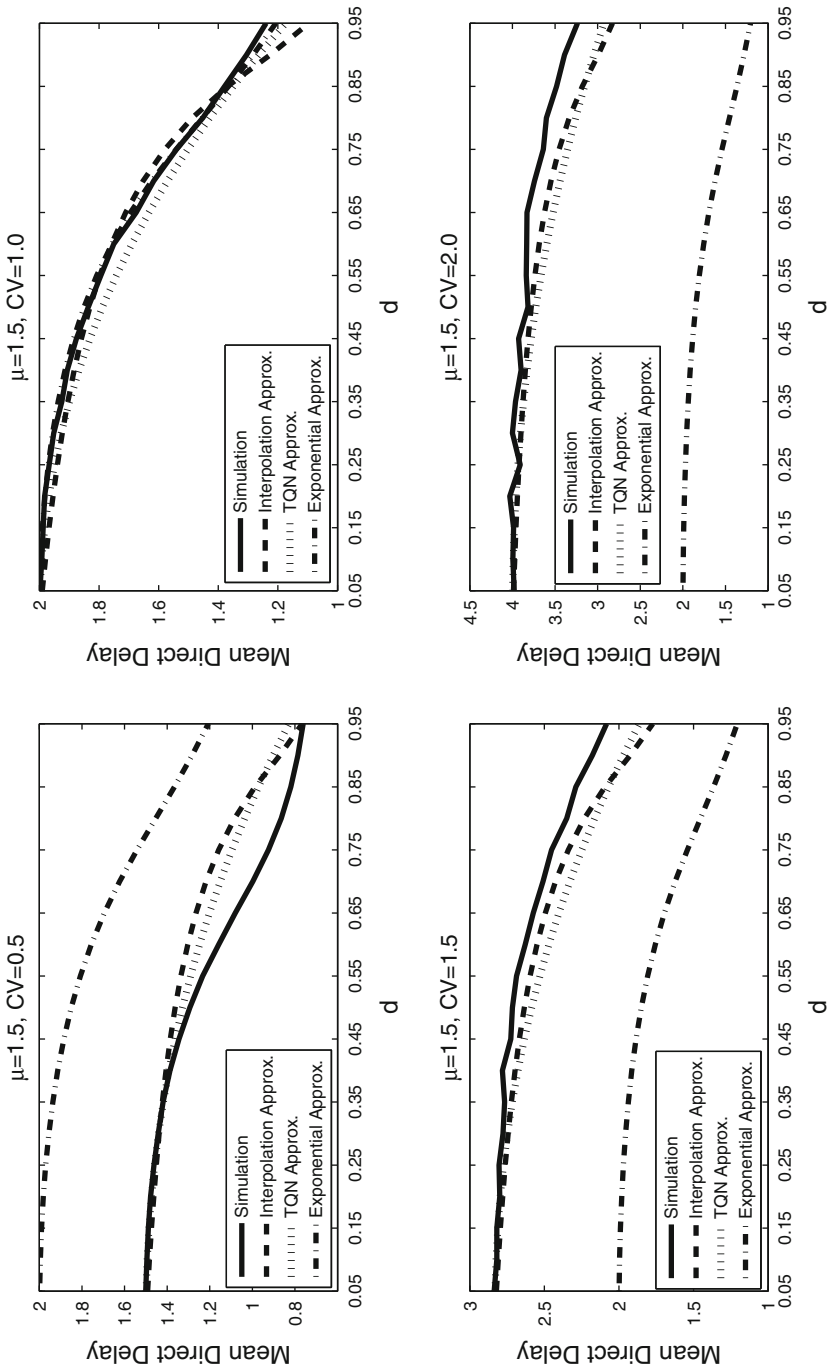 μ=1.5, CV=0.5
Mean Direct Delay
2
1.8
1.6
1.4
1.2
1
0.8
0.05 0.15 0.25 0.35 0.45 0.55 0.65 0.75 0.85 0.95
p
Simulation
Interpolation Approx.
TQN Approx.
Exponential Approx.
μ=1.5, CV=1.0
Mean Direct Delay
2
1.8
1.6
1.4
1.2
1
0.05 0.15 0.25 0.35 0.45 0.55 0.65 0.75 0.85 0.95
p
Simulation
Interpolation Approx.
TQN Approx.
Exponential Approx.
μ=1.5, CV=1.5
Mean Direct Delay
3
2.5
2
1.5
1
0.05 0.15 0.25 0.35 0.45 0.55 0.65 0.75 0.85 0.95
p
Simulation
Interpolation Approx.
TQN Approx.
Exponential Approx.
μ=1.5, CV=2.0
Mean Direct Delay
4.5
4
3.5
3
2.5
2
1.5
1
0.05 0.15 0.25 0.35 0.45 0.55 0.65 0.75 0.85 0.95
p
Simulation
Interpolation Approx.
TQN Approx.
Exponential Approx.